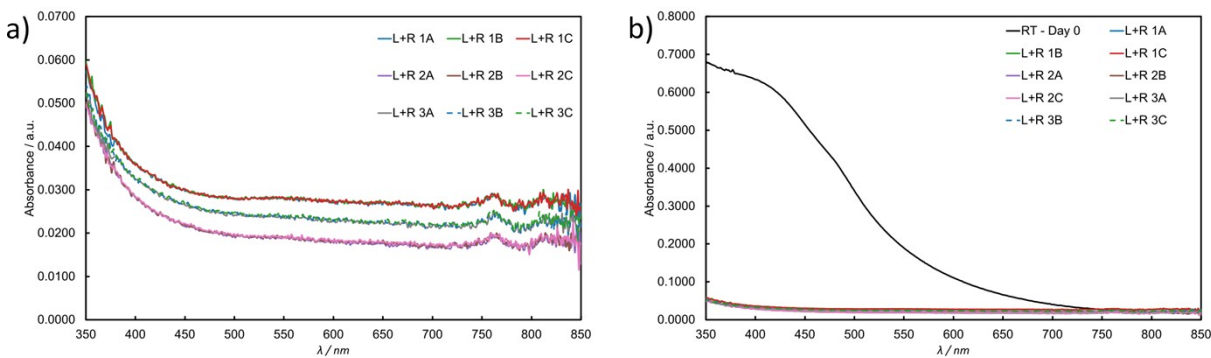 a)
L+R 1A L+R 1B L+R 1C
L+R 2A L+R 2B L+R 2C
L+R 3A L+R 3B L+R 3C
0.0700
0.0600
0.0500
0.0400
0.0300
0.0200
0.0100
0.0000
Absorbance / a.u.
350 400 450 500 550 600 650 700 750 800 850
λ / nm
b)
RT - Day 0 L+R 1A
L+R 1B L+R 1C
L+R 2A L+R 2B
L+R 2C L+R 3A
L+R 3B L+R 3C
0.8000
0.7000
0.6000
0.5000
0.4000
0.3000
0.2000
0.1000
0.0000
Absorbance / a.u.
350 400 450 500 550 600 650 700 750 800 850
λ / nm